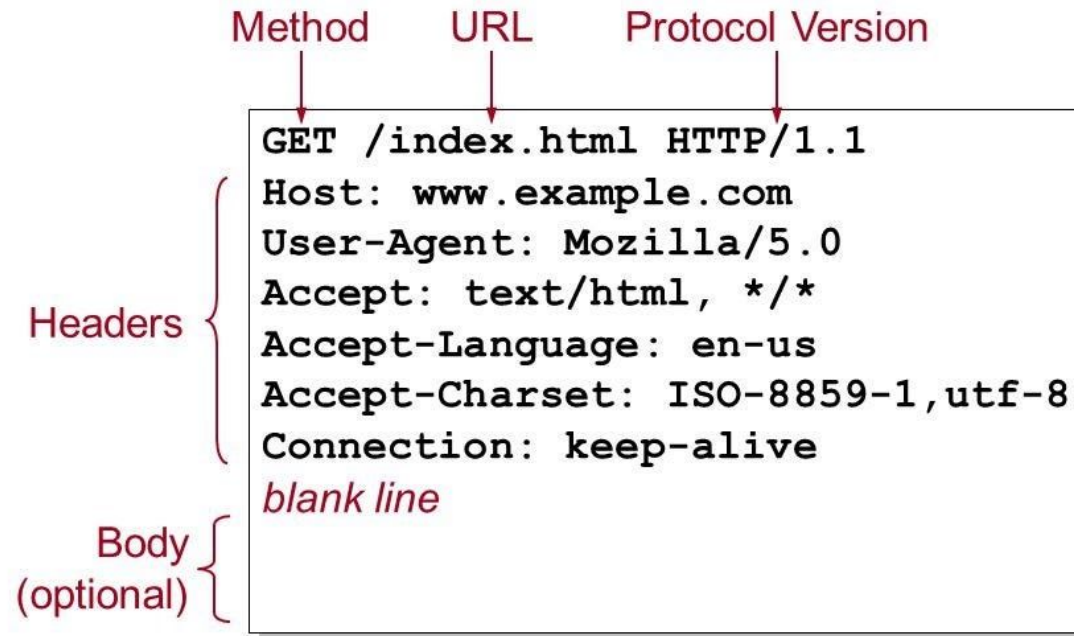 Method URL Protocol Version
GET /index.html HTTP/1.1
Headers
Host: www.example.com
User-Agent: Mozilla/5.0
Accept: text/html, */*
Accept-Language: en-us
Accept-Charset: ISO-8859-1,utf-8
Connection: keep-alive
blank line
Body
(optional)